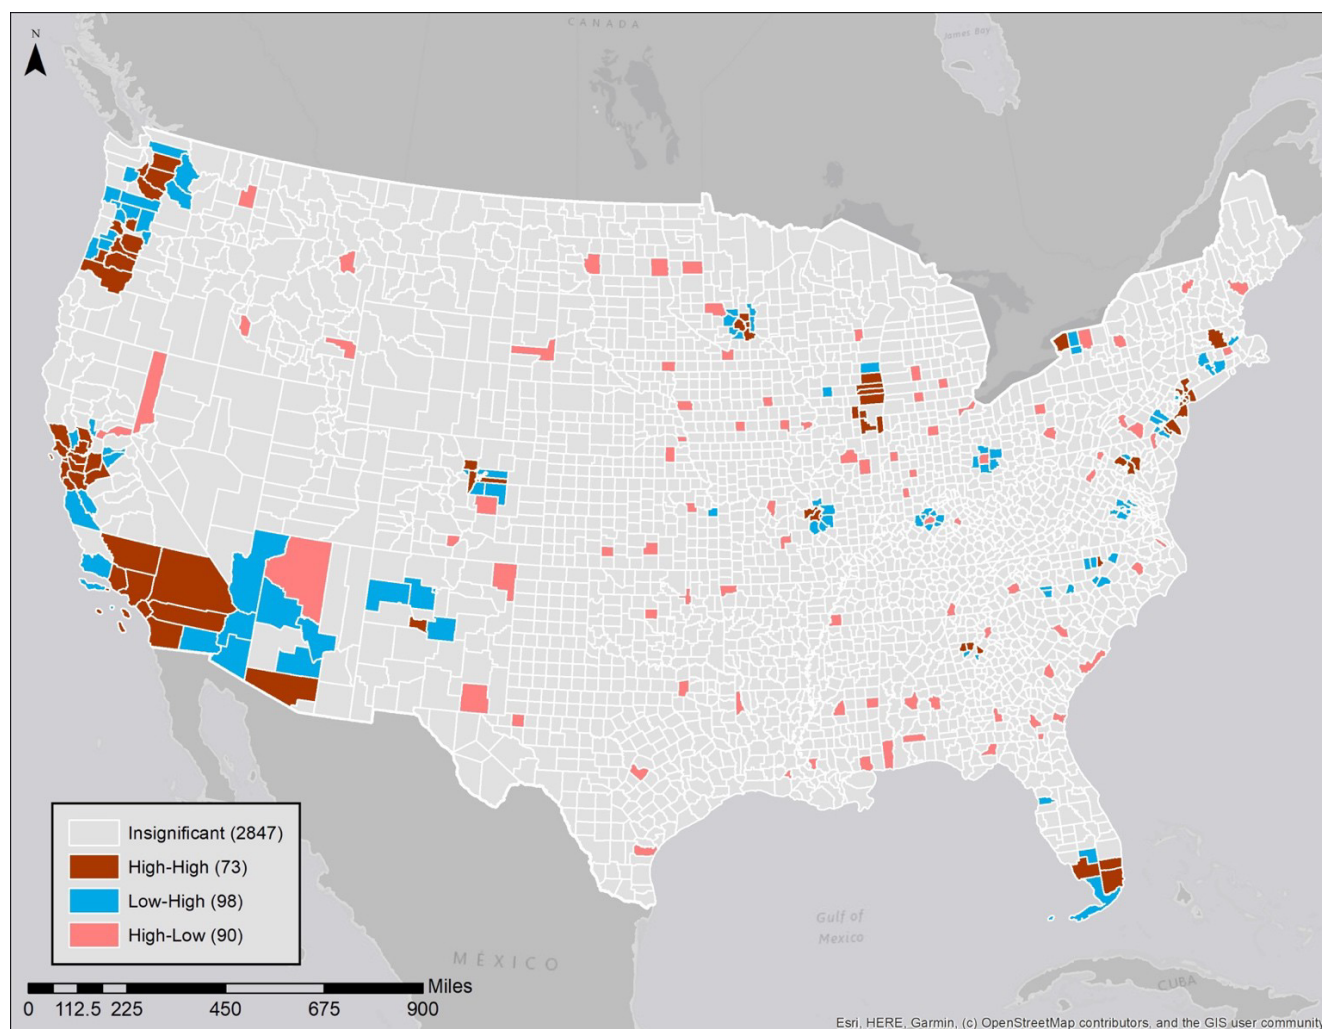 CANADA
James Bay
N
Insignificant (2847)
High-High (73)
Low-High (98)
High-Low (90)
Gulf of
Mexico
MÉXICO
CUBA
Miles
0 112.5 225 450 675 900
Esri, HERE, Garmin, (c) OpenStreetMap contributors, and the GIS user community